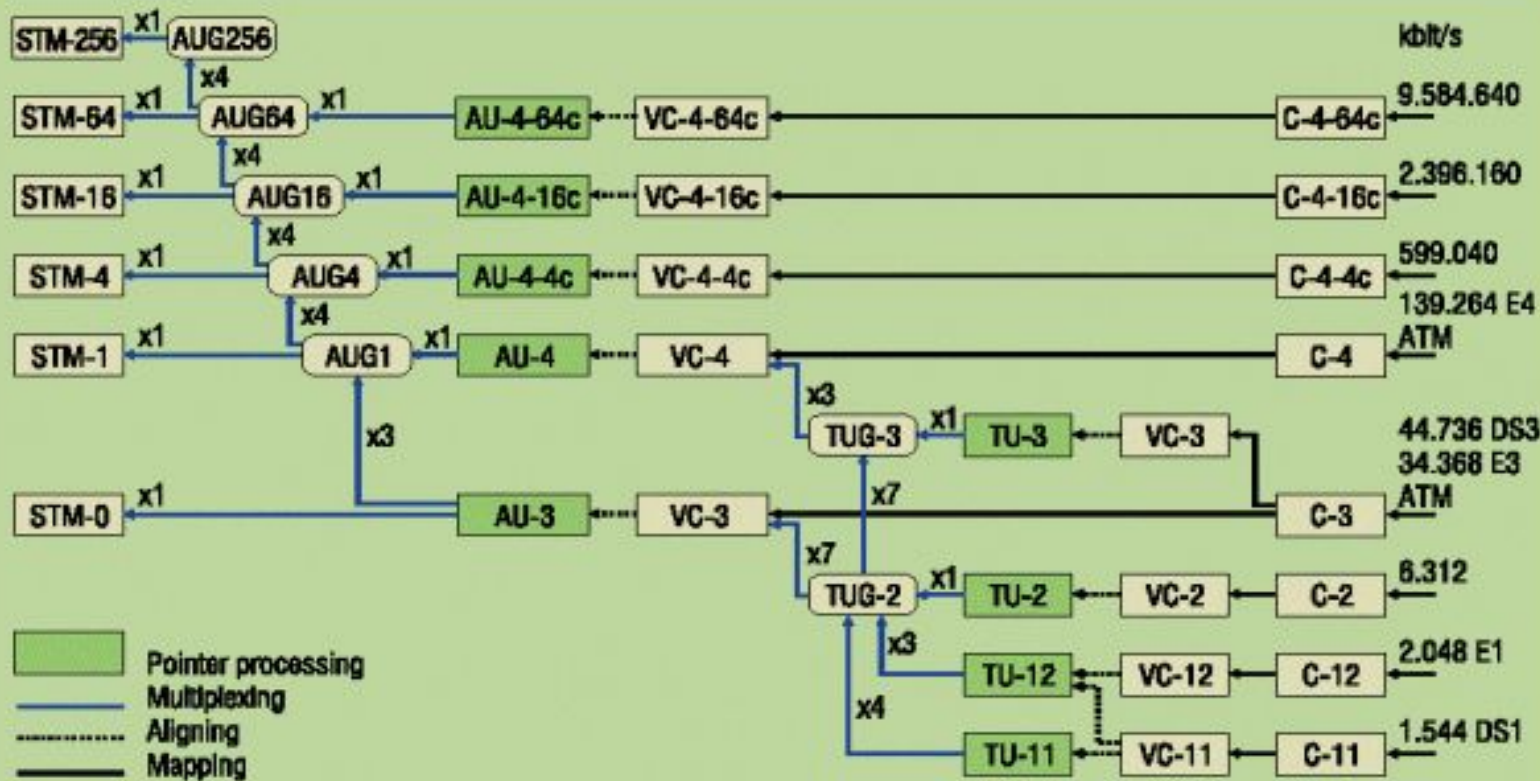 kbit/s
STM-256 x1 AUG256
x4
STM-64 x1 AUG64 x1 AU-4-64c VC-4-64c C-4-64c 9.584.640
x4
STM-16 x1 AUG16 x1 AU-4-16c VC-4-16c C-4-16c 2.396.160
x4
STM-4 x1 AUG4 x1 AU-4-4c VC-4-4c C-4-4c 599.040
x4
139.264 E4
STM-1 x1 AUG1 x1 AU-4 VC-4 C-4 ATM
x3
x3
TUG-3 x1 TU-3 VC-3 44.736 DS3
34.368 E3
x7
STM-0 x1 AU-3 VC-3 C-3 ATM
x7
TUG-2 x1 TU-2 VC-2 C-2 6.312
x3
TU-12 VC-12 C-12 2.048 E1
x4
TU-11 VC-11 C-11 1.544 DS1
Pointer processing
Multiplexing
Aligning
Mapping